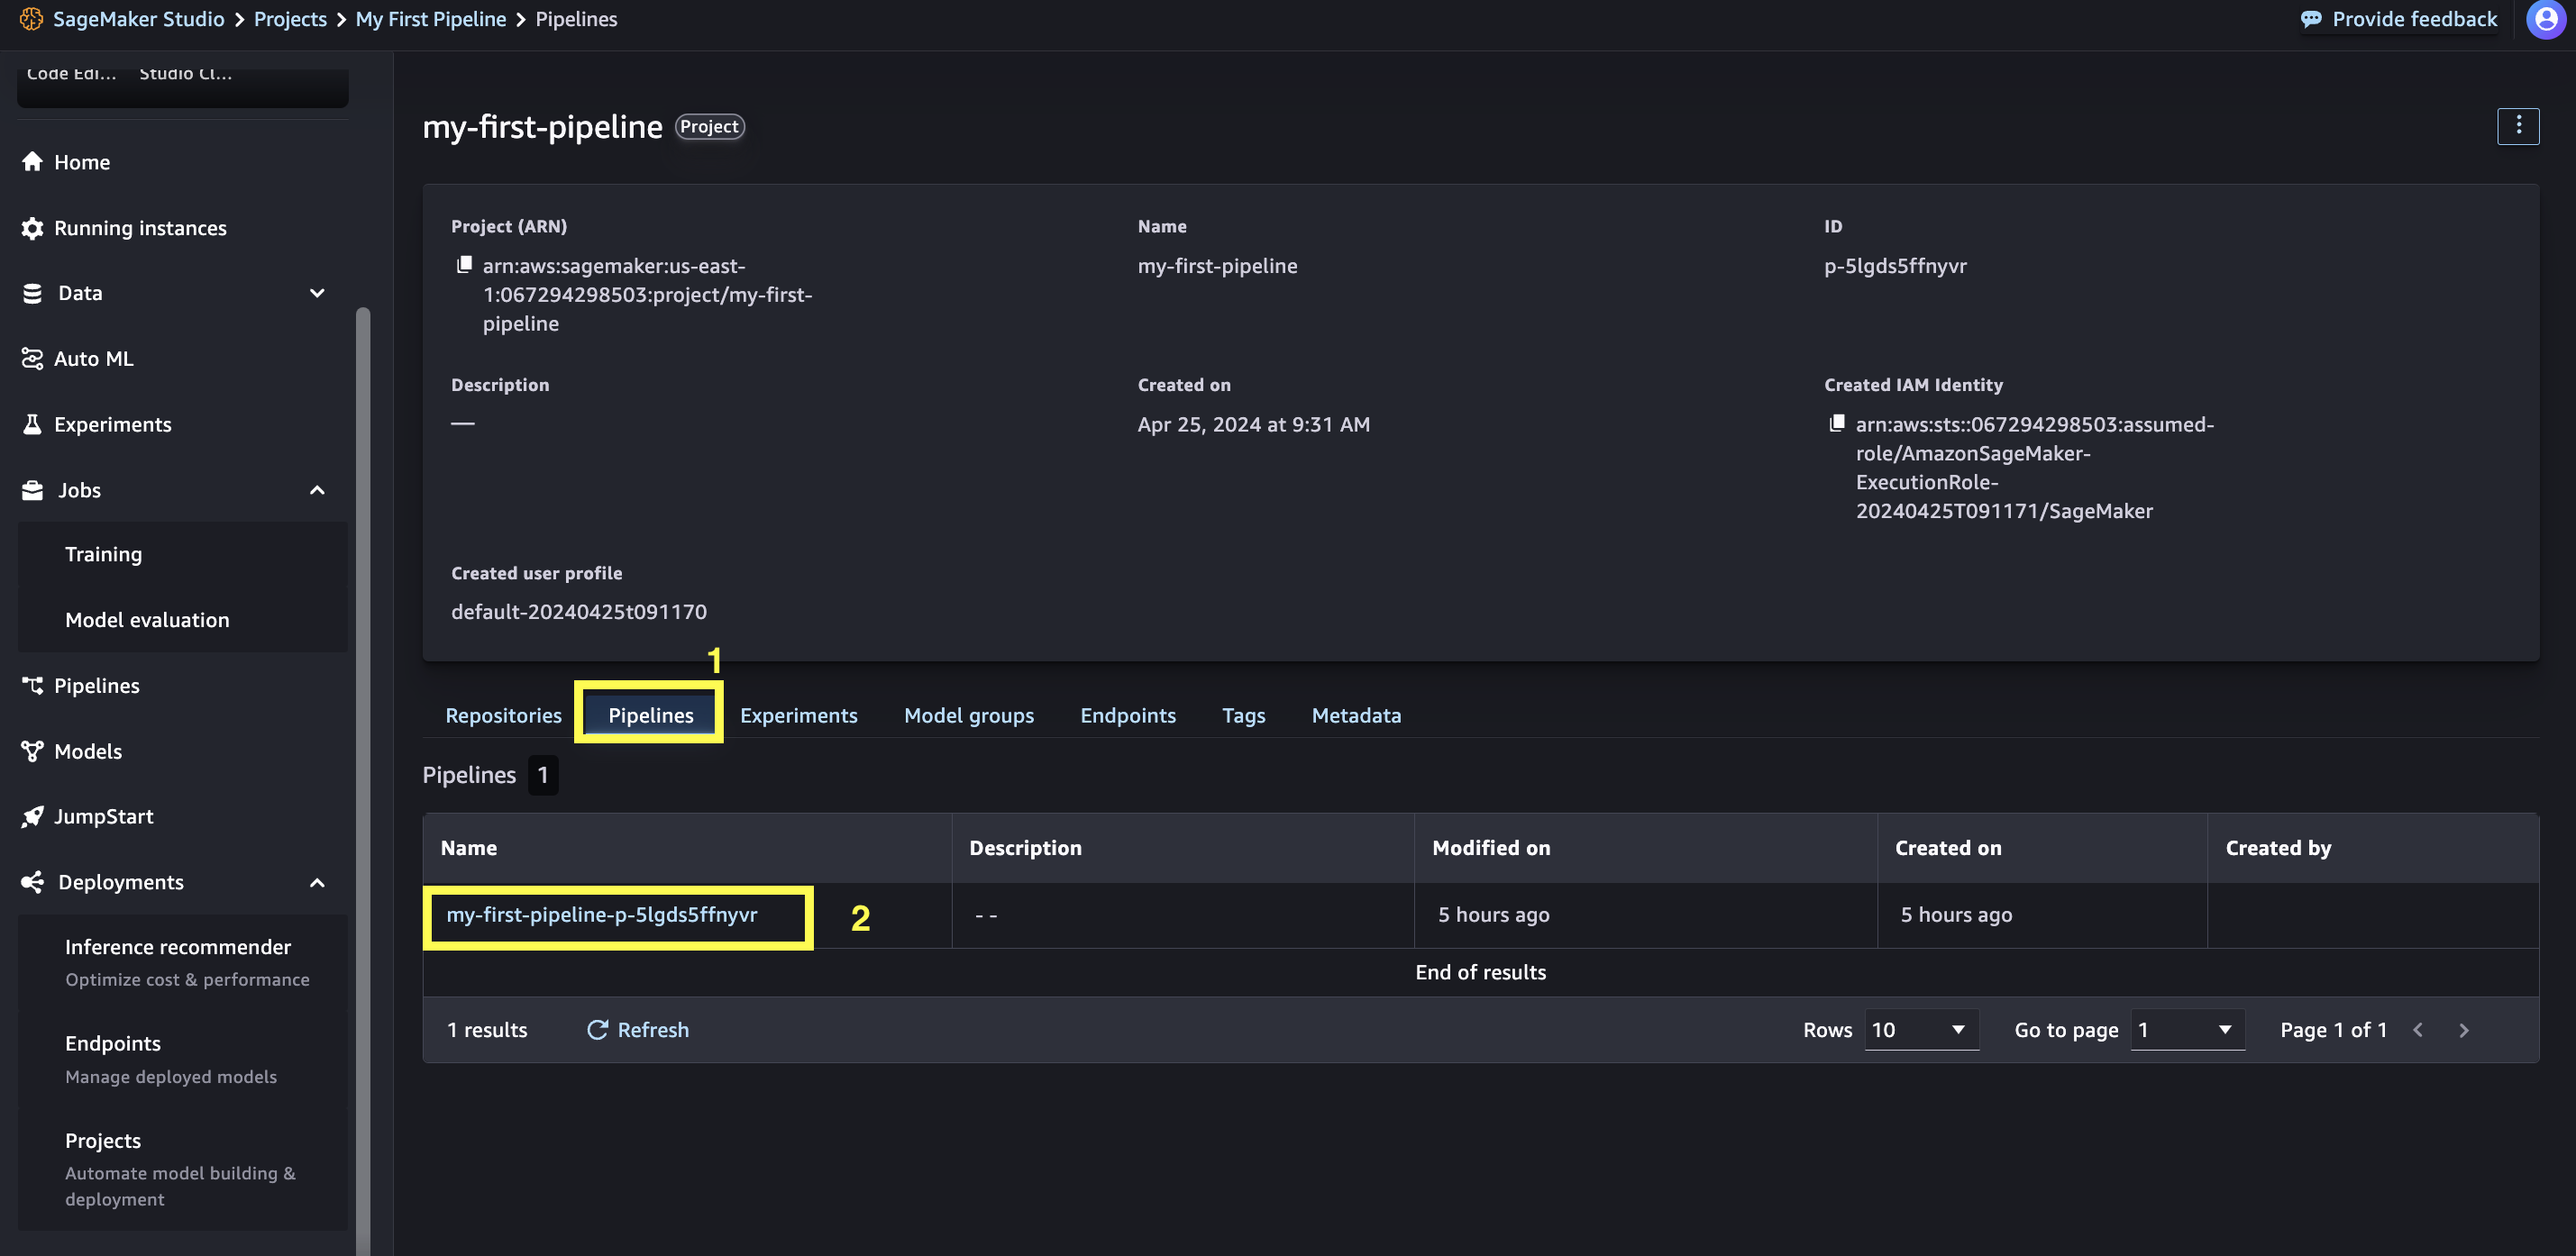 SageMaker Studio > Projects > My First Pipeline > Pipelines
Provide feedback
Code Edi... Studio Cl...
Home
Running instances
Data
Auto ML
Experiments
Jobs
Training
Model evaluation
Pipelines
Models
JumpStart
Deployments
Inference recommender
Optimize cost & performance
Endpoints
Manage deployed models
Projects
Automate model building &
deployment
my-first-pipeline Project
Project (ARN)
arn:aws:sagemaker:us-east-
1:067294298503:project/my-first-
pipeline
Name
my-first-pipeline
ID
p-5lgds5ffnyvr
Description
—
Created on
Apr 25, 2024 at 9:31 AM
Created IAM Identity
arn:aws:sts::067294298503:assumed-
role/AmazonSageMaker-
ExecutionRole-
20240425T091171/SageMaker
Created user profile
default-20240425t091170
1
Repositories Pipelines Experiments Model groups Endpoints Tags Metadata
Pipelines 1
Name Description Modified on Created on Created by
my-first-pipeline-p-5lgds5ffnyvr 2 - - 5 hours ago 5 hours ago
End of results
1 results Refresh Rows 10 Go to page 1 Page 1 of 1 < >